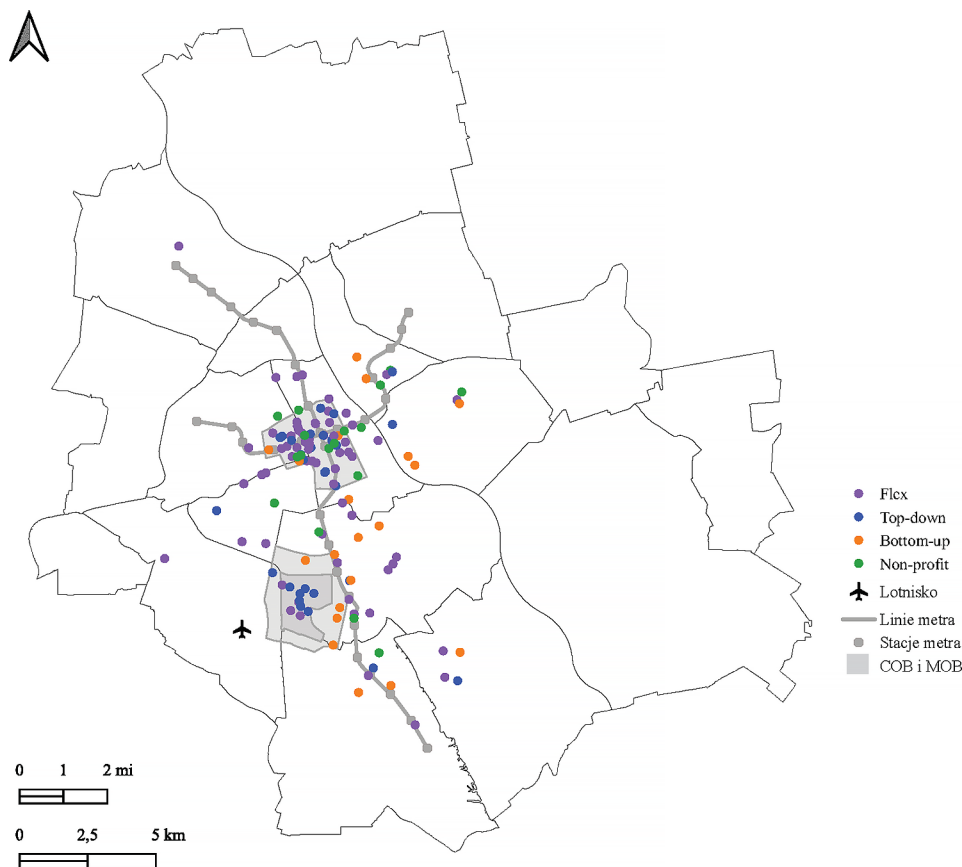 Flex
Top-down
Bottom-up
Non-profit
Lotnisko
Linie metra
Stacje metra
COB i MOB
0 1 2 mi
0 2,5 5 km